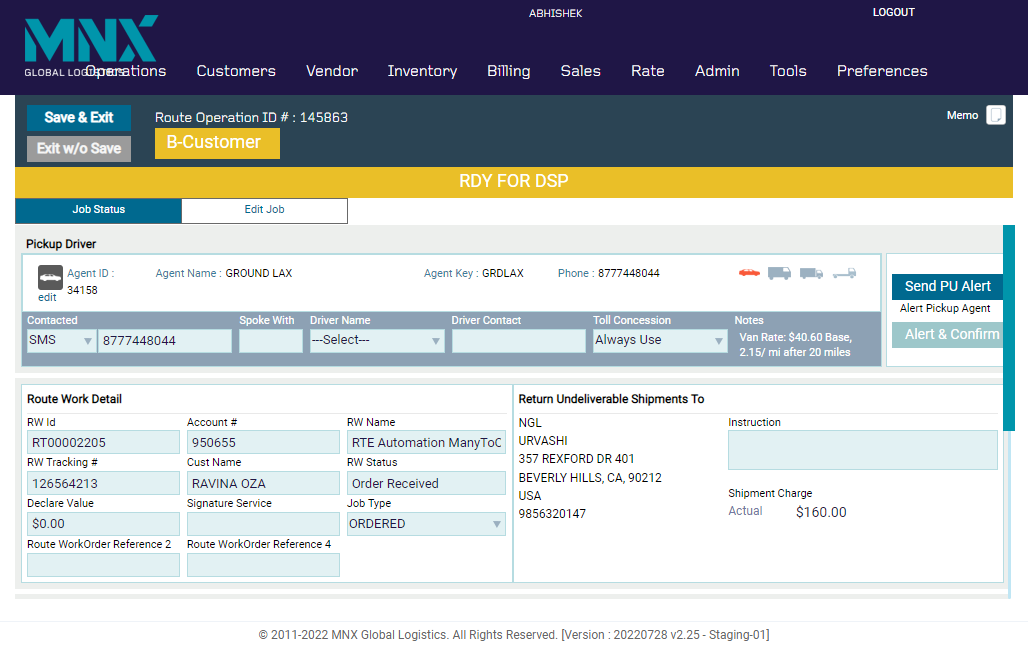 ABHISHEK
LOGOUT
MNX
GLOBAL LOGISTICS
Operations Customers Vendor Inventory Billing Sales Rate Admin Tools Preferences
Save & Exit
Route Operation ID # : 145863
Memo
Exit w/o Save
B-Customer
RDY FOR DSP
Job Status
Edit Job
Pickup Driver
edit
Agent ID :
34158
Agent Name : GROUND LAX
Agent Key : GRDLAX
Phone : 8777448044
Send PU Alert
Alert Pickup Agent
Alert & Confirm
Contacted
SMS
8777448044
Spoke With
Driver Name
---Select---
Driver Contact
Toll Concession
Always Use
Notes
Van Rate: $40.60 Base,
2.15/ mi after 20 miles
Route Work Detail
RW Id
RT00002205
Account #
950655
RW Name
RTE Automation ManyToO
RW Tracking #
126564213
Cust Name
RAVINA OZA
RW Status
Order Received
Declare Value
$0.00
Signature Service
Job Type
ORDERED
Route WorkOrder Reference 2
Route WorkOrder Reference 4
Return Undeliverable Shipments To
NGL
URVASHI
357 REXFORD DR 401
BEVERLY HILLS, CA, 90212
USA
9856320147
Instruction
Shipment Charge
Actual $160.00
© 2011-2022 MNX Global Logistics. All Rights Reserved. [Version : 20220728 v2.25 - Staging-01]